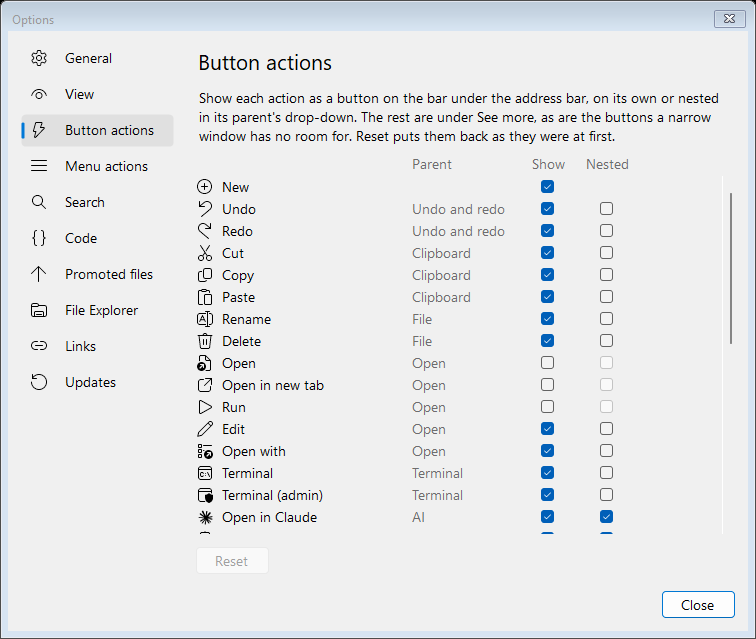 Options
General
View
Button actions
Menu actions
Search
Code
Promoted files
File Explorer
Links
Updates
Button actions
Show each action as a button on the bar under the address bar, on its own or nested
in its parent's drop-down. The rest are under See more, as are the buttons a narrow
window has no room for. Reset puts them back as they were at first.
Parent Show Nested
New
Undo Undo and redo
Redo Undo and redo
Cut Clipboard
Copy Clipboard
Paste Clipboard
Rename File
Delete File
Open Open
Open in new tab Open
Run Open
Edit Open
Open with Open
Terminal Terminal
Terminal (admin) Terminal
Open in Claude AI
Reset
Close